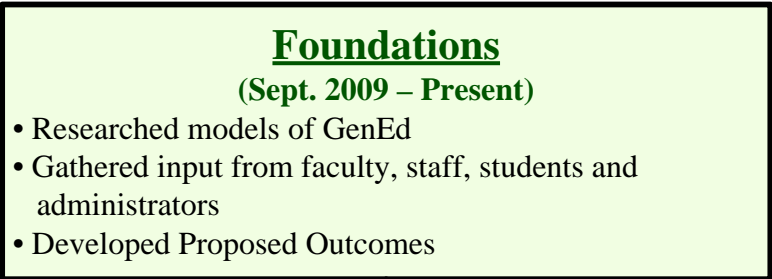 Foundations
(Sept. 2009 – Present)
• Researched models of GenEd
• Gathered input from faculty, staff, students and
administrators
• Developed Proposed Outcomes